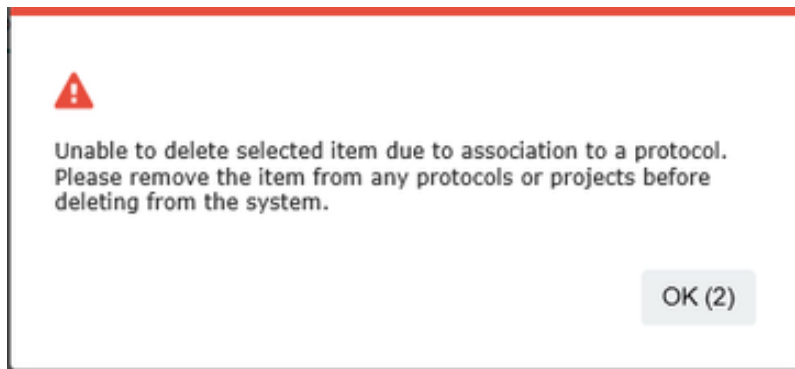 Unable to delete selected item due to association to a protocol.
Please remove the item from any protocols or projects before
deleting from the system.
OK (2)